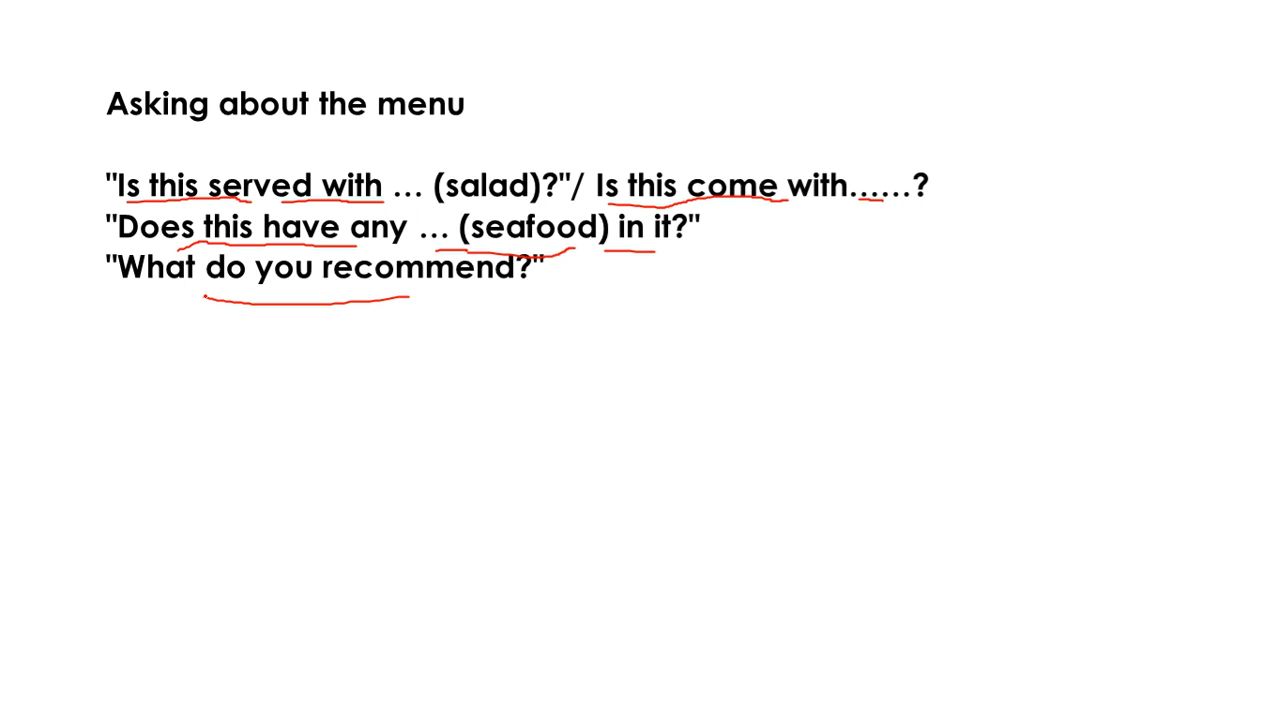 Asking about the menu
"Is this served with … (salad)?"/ Is this come with……?
"Does this have any … (seafood) in it?"
"What do you recommend?"